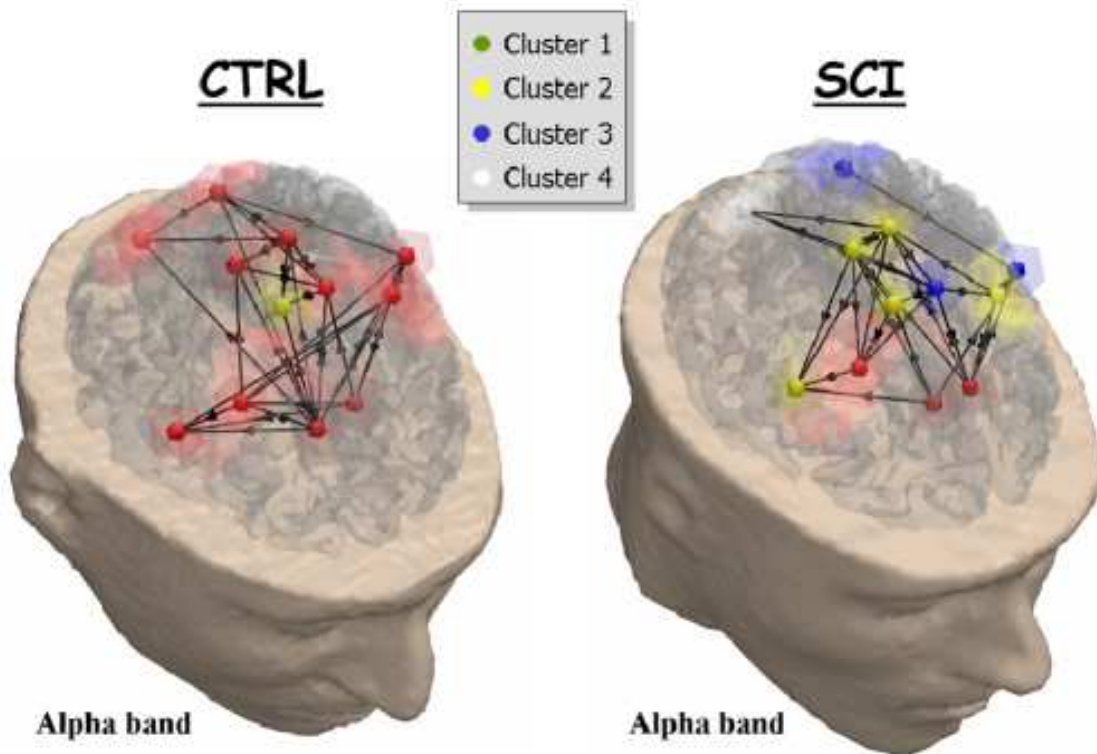 CTRL
Cluster 1
Cluster 2
Cluster 3
Cluster 4
SCI
Alpha band
Alpha band